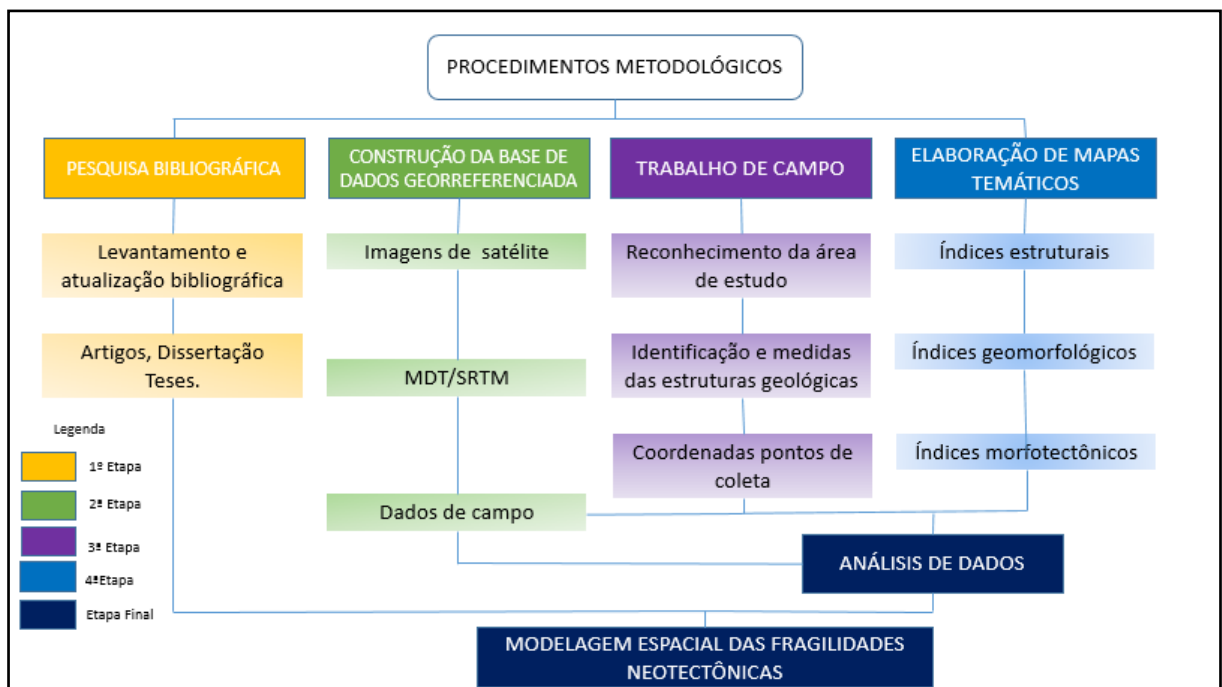 PROCEDIMENTOS METODOLÓGICOS
PESQUISA BIBLIOGRÁFICA
Levantamento e
atualização bibliográfica
Artigos, Dissertação
Teses.
CONSTRUÇÃO DA BASE DE
DADOS GEORREFERENCIADA
Imagens de satélite
MDT/SRTM
Dados de campo
TRABALHO DE CAMPO
Reconhecimento da área
de estudo
Identificação e medidas
das estruturas geológicas
Coordenadas pontos de
coleta
ELABORAÇÃO DE MAPAS
TEMÁTICOS
Índices estruturais
Índices geomorfológicos
Índices morfotectônicos
Legenda
1º Etapa
2ª Etapa
3ª Etapa
4ªEtapa
Etapa Final
ANÁLISIS DE DADOS
MODELAGEM ESPACIAL DAS FRAGILIDADES
NEOTECTÔNICAS